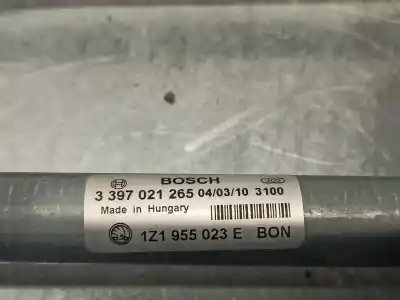 BOSCH
3 397 021 265 04/03/10 3100
Made in Hungary
1Z1 955 023 E BON